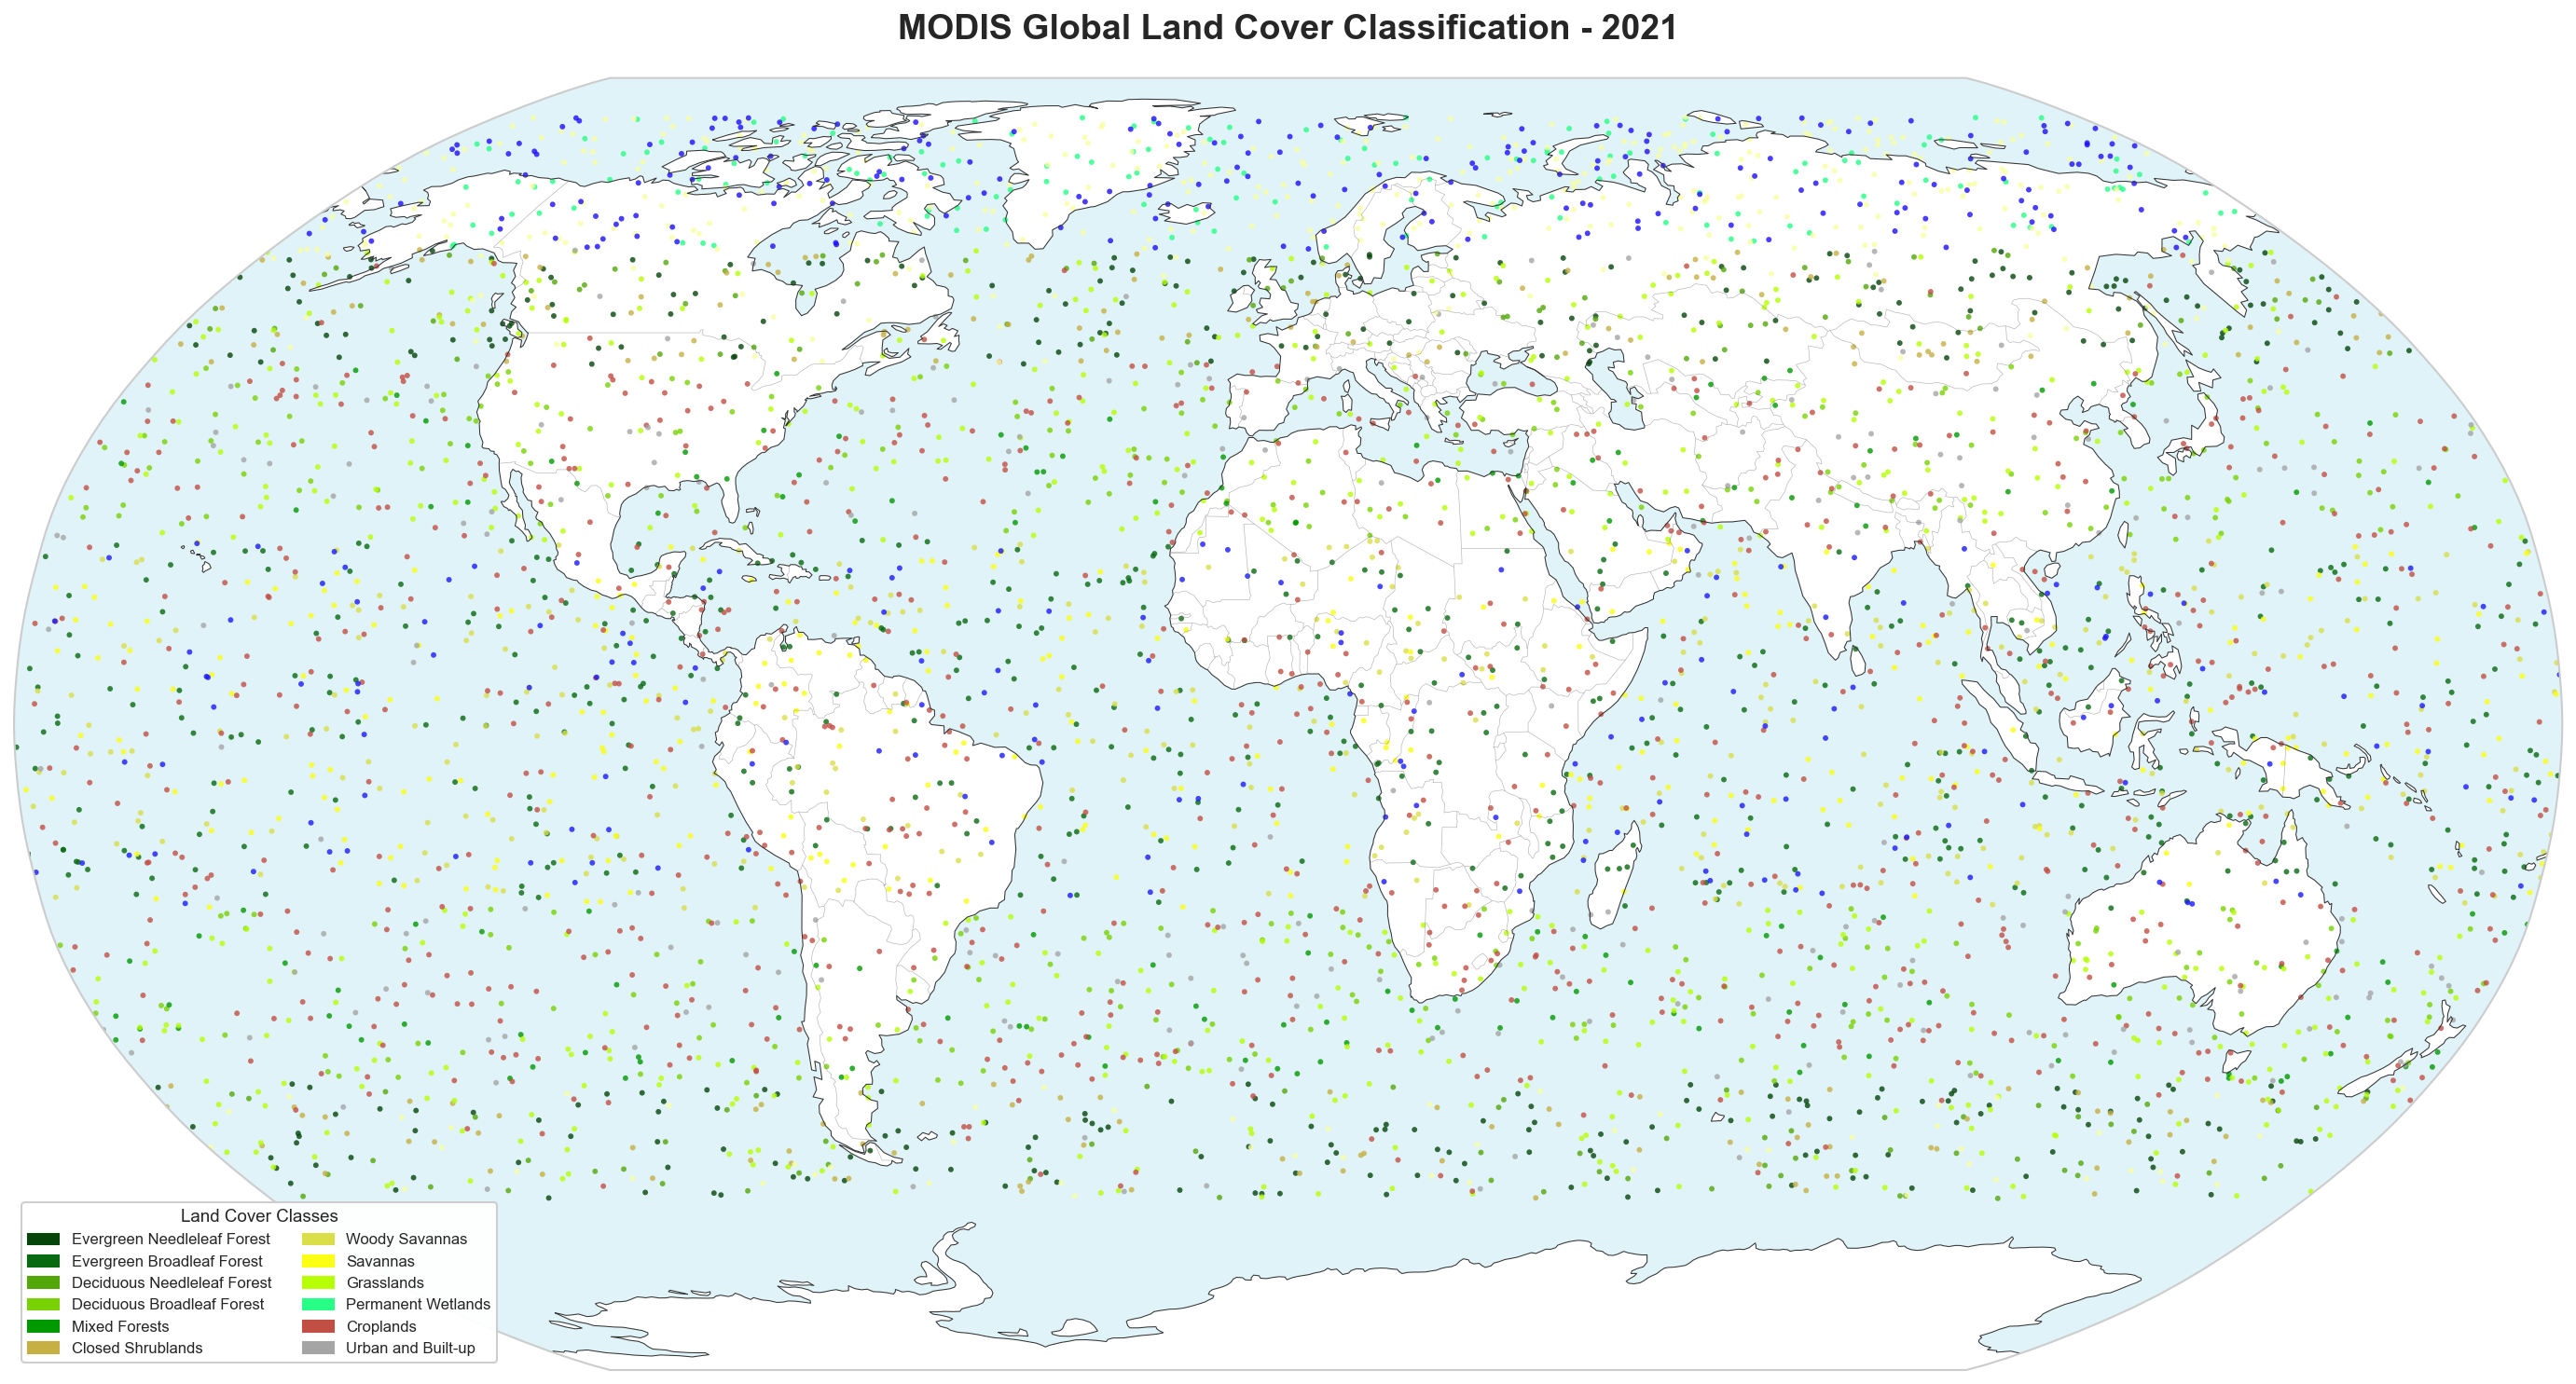 MODIS Global Land Cover Classification - 2021
Land Cover Classes
Evergreen Needleleaf Forest
Evergreen Broadleaf Forest
Deciduous Needleleaf Forest
Deciduous Broadleaf Forest
Mixed Forests
Closed Shrublands
Woody Savannas
Savannas
Grasslands
Permanent Wetlands
Croplands
Urban and Built-up